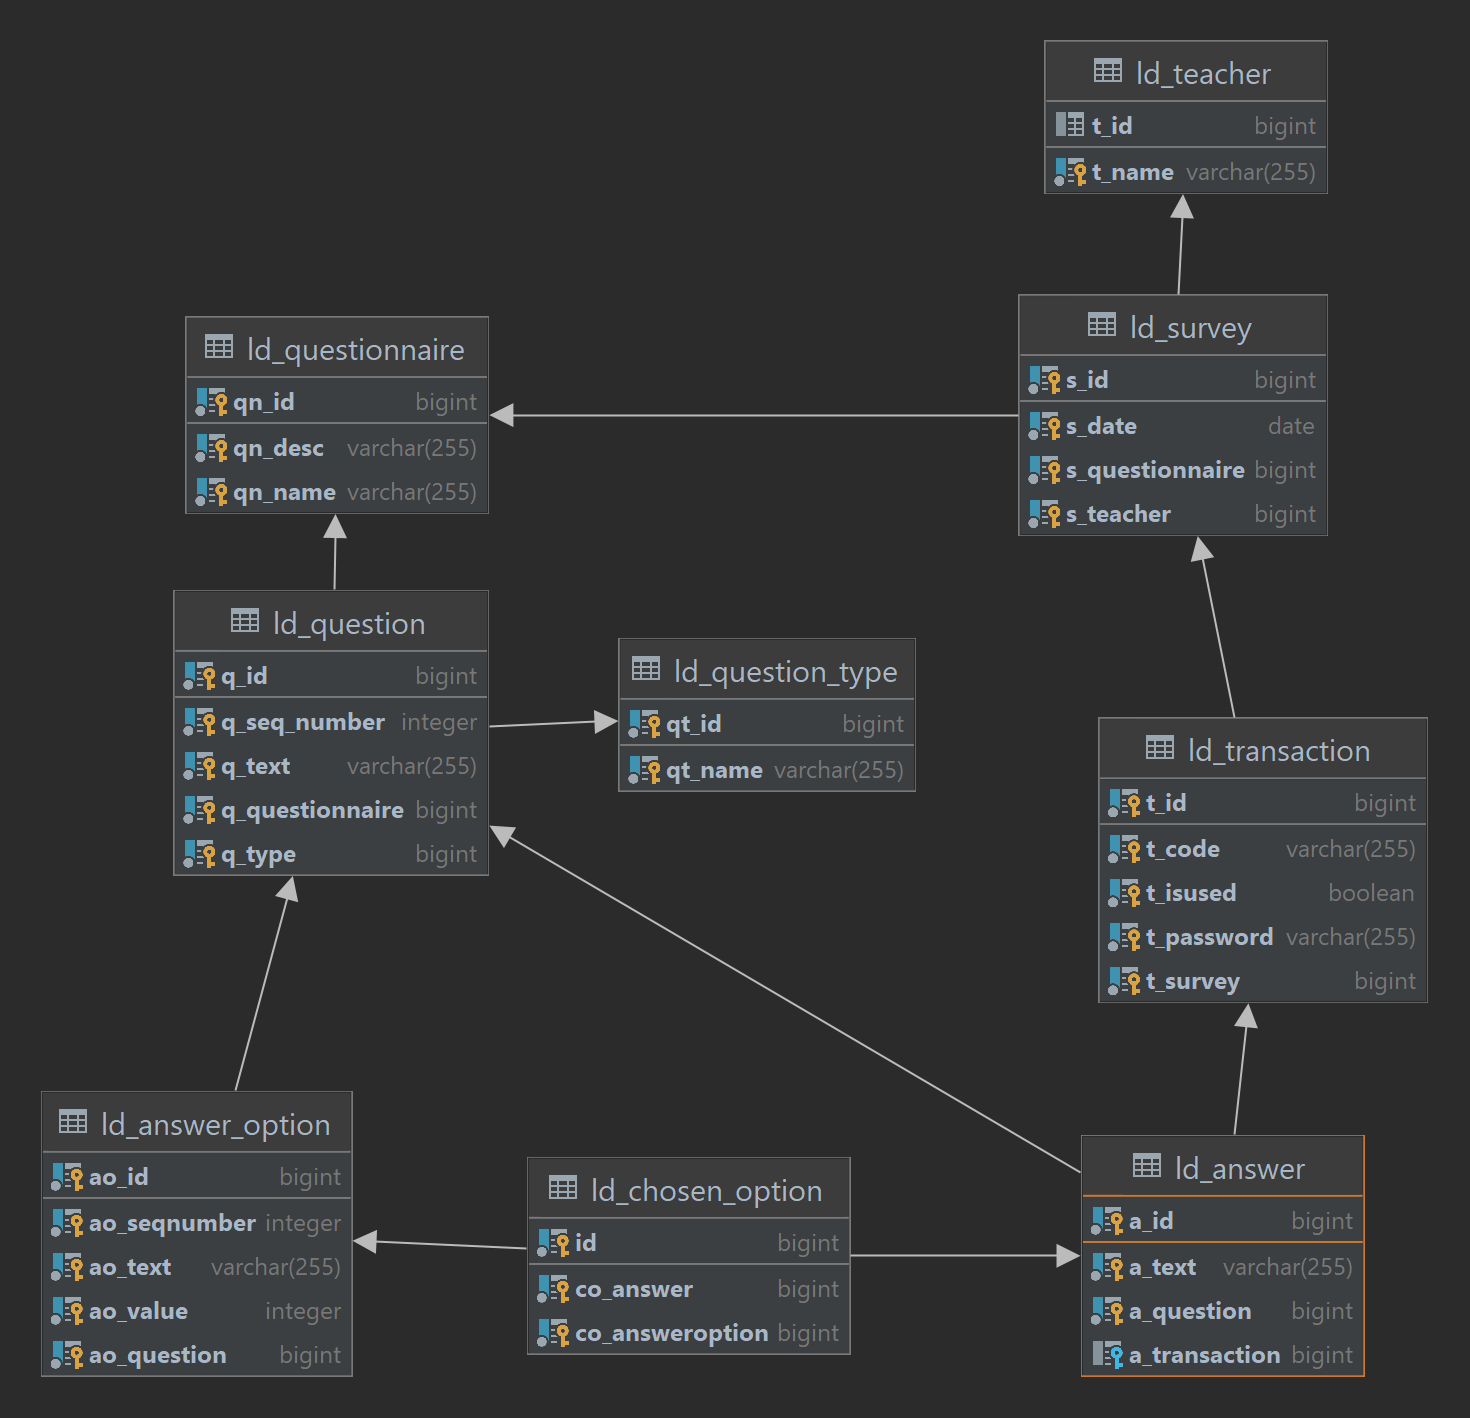 ld_teacher
t_id bigint
t_name varchar(255)
ld_survey
s_id bigint
s_date date
s_questionnaire bigint
s_teacher bigint
ld_questionnaire
qn_id bigint
qn_desc varchar(255)
qn_name varchar(255)
ld_question
q_id bigint
q_seq_number integer
q_text varchar(255)
q_questionnaire bigint
q_type bigint
ld_question_type
qt_id bigint
qt_name varchar(255)
ld_transaction
t_id bigint
t_code varchar(255)
t_isused boolean
t_password varchar(255)
t_survey bigint
ld_answer_option
ao_id bigint
ao_seqnumber integer
ao_text varchar(255)
ao_value integer
ao_question bigint
ld_chosen_option
id bigint
co_answer bigint
co_answeroption bigint
ld_answer
a_id bigint
a_text varchar(255)
a_question bigint
a_transaction bigint